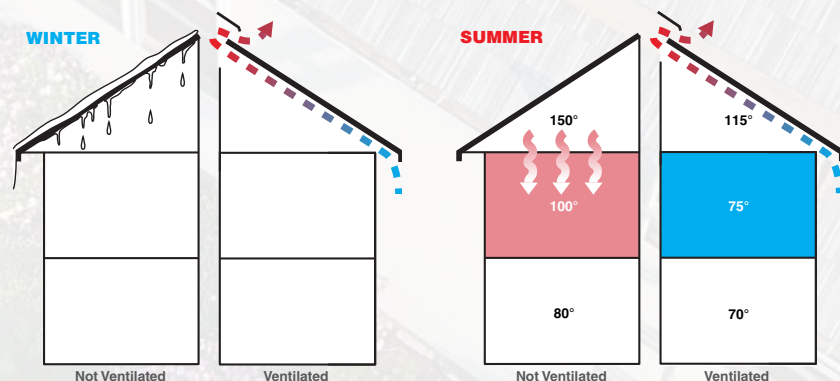 WINTER
Not Ventilated
Ventilated
SUMMER
150°
100°
80°
Not Ventilated
115°
75°
70°
Ventilated